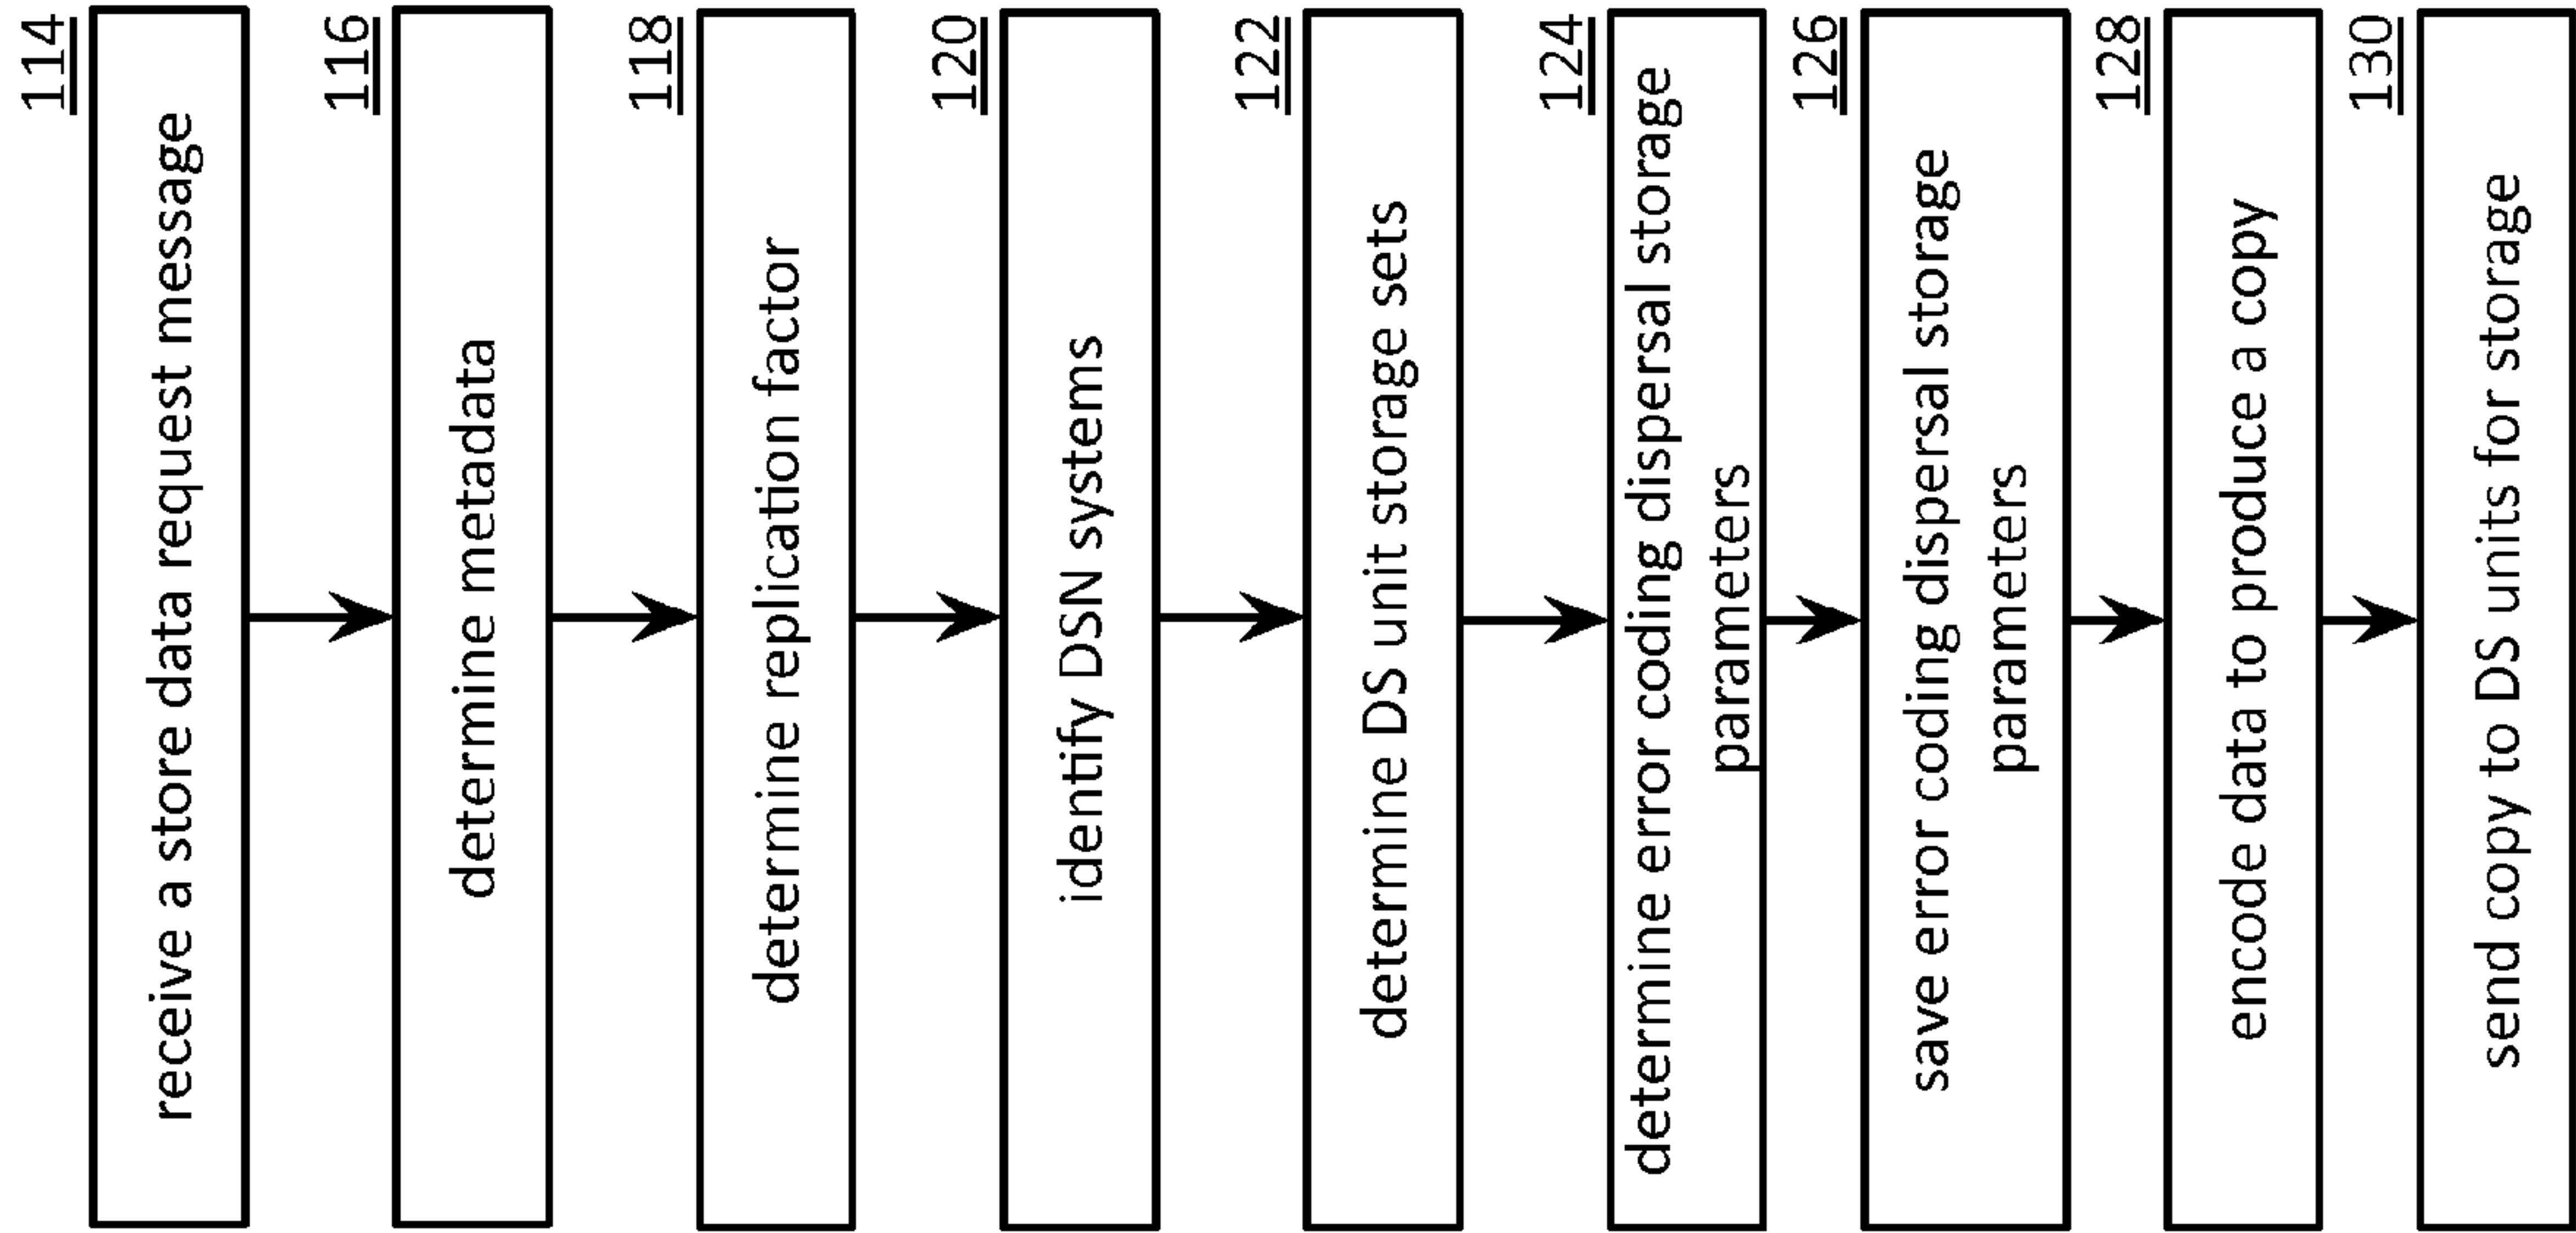 114
receive a store data request message
116
determine metadata
118
determine replication factor
120
identify DSN systems
122
determine DS unit storage sets
124
determine error coding dispersal storage
parameters
126
save error coding dispersal storage
parameters
128
encode data to produce a copy
130
send copy to DS units for storage